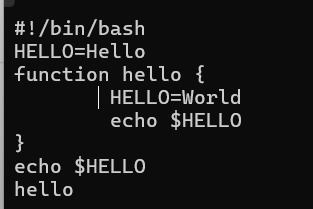 #!/bin/bash
HELLO=Hello
function hello {
        HELLO=World
        echo $HELLO
}
echo $HELLO
hello